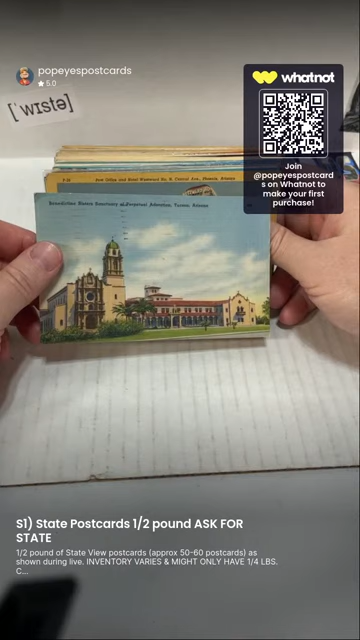 popeyespostcards
★ 5.0
['wɪstə]
whatnot
Join
@popeyespostcard
s on Whatnot to
make your first
purchase!
Post Office and Hotel Westward Ho, N. Central Ave., Phoenix, Arizona
Benedictine Sisters Sanctuary of Perpetual Adoration, Tucson, Arizona
S1) State Postcards 1/2 pound ASK FOR
STATE
1/2 pound of State View postcards (approx 50-60 postcards) as
shown during live. INVENTORY VARIES & MIGHT ONLY HAVE 1/4 LBS.
C...